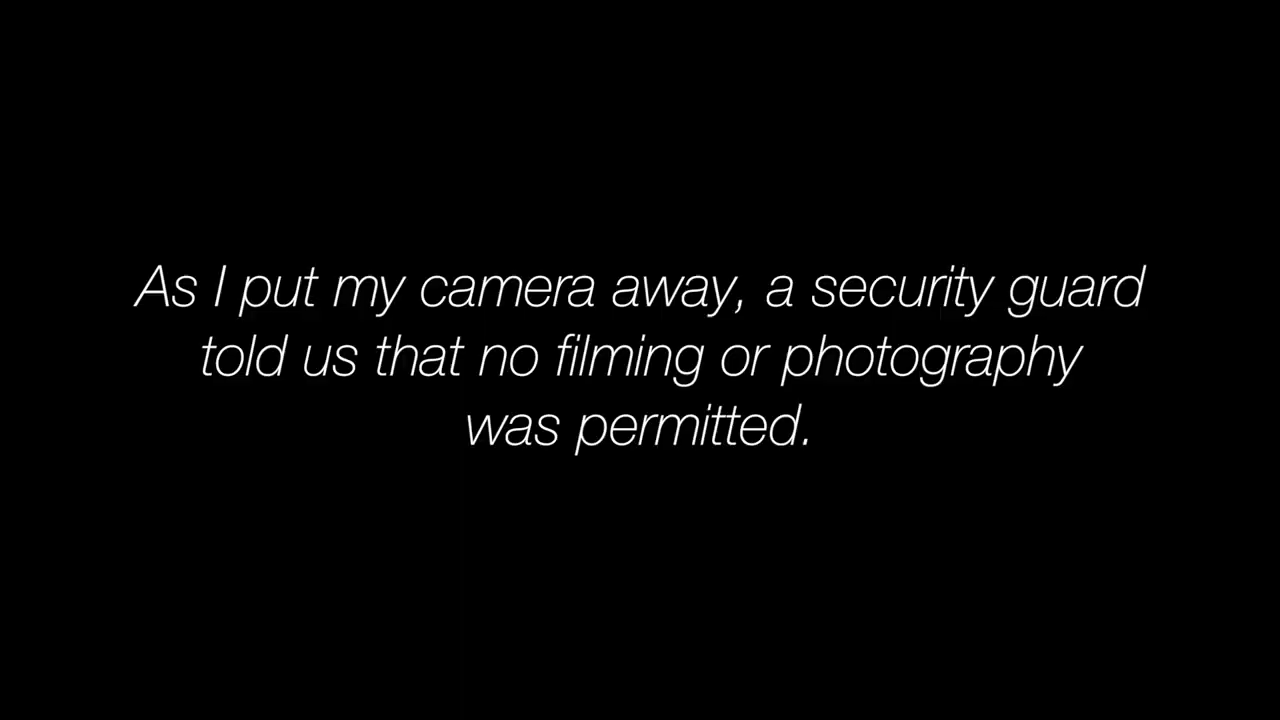 As I put my camera away, a security guard
told us that no filming or photography
was permitted.